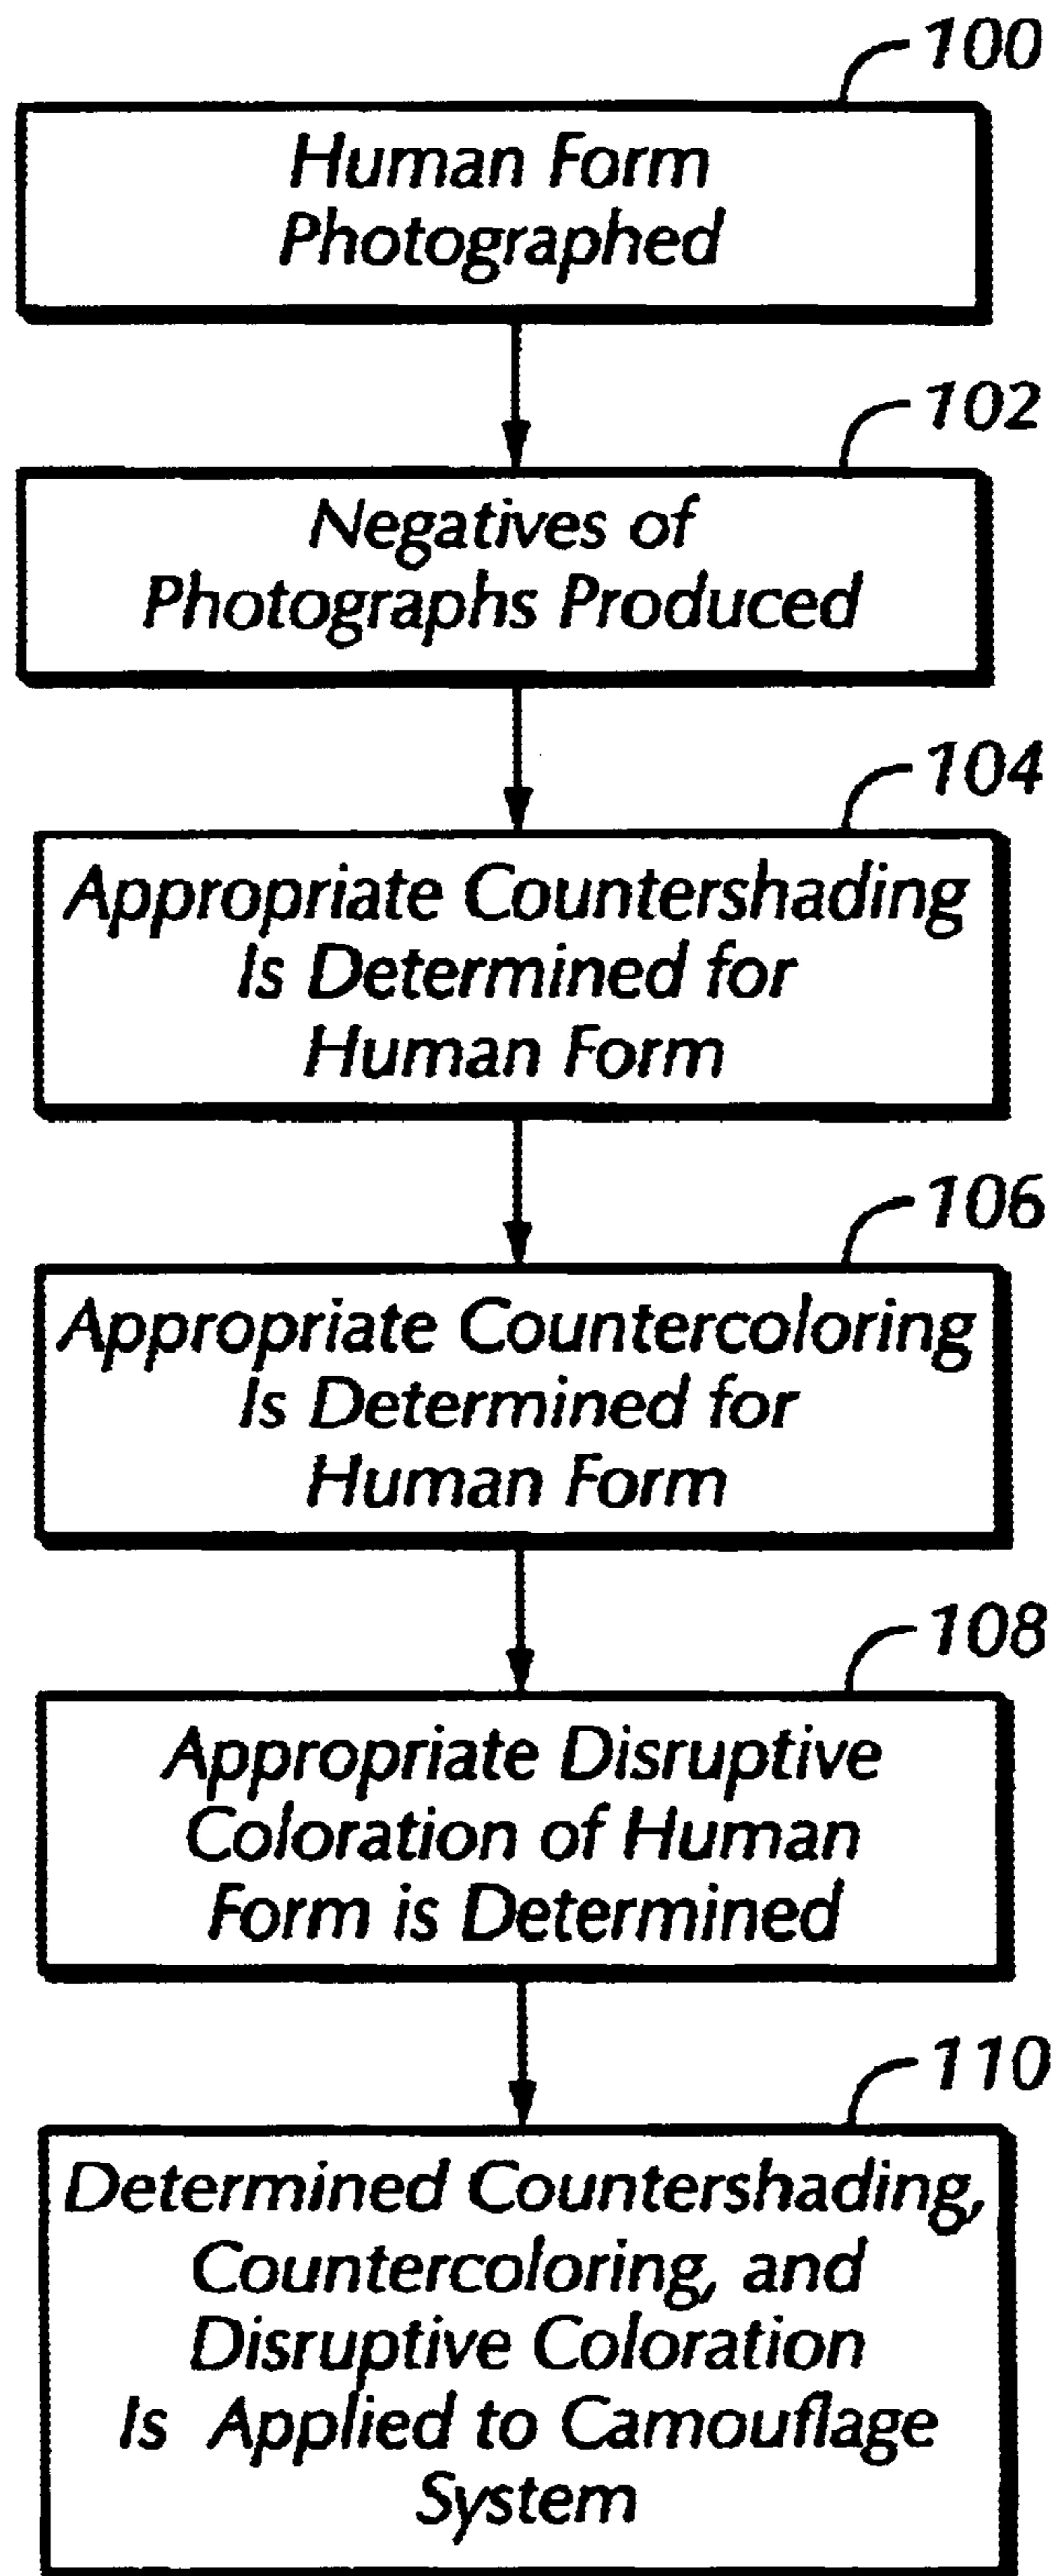 100
Human Form
Photographed
102
Negatives of
Photographs Produced
104
Appropriate Countershading
Is Determined for
Human Form
106
Appropriate Countercoloring
Is Determined for
Human Form
108
Appropriate Disruptive
Coloration of Human
Form is Determined
110
Determined Countershading,
Countercoloring, and
Disruptive Coloration
Is Applied to Camouflage
System